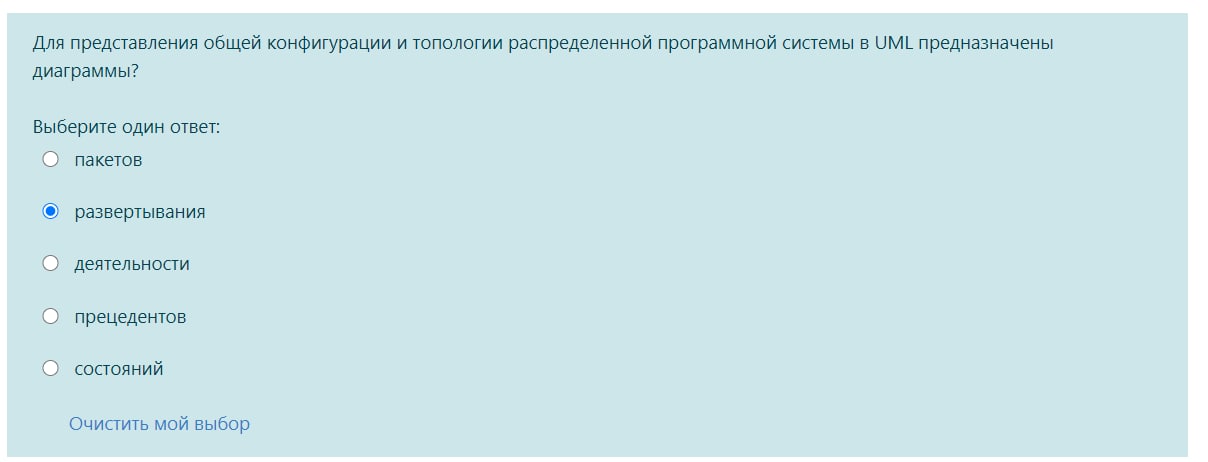 Для представления общей конфигурации и топологии распределенной программной системы в UML предназначены
диаграммы?
Выберите один ответ:
пакетов
развертывания
деятельности
прецедентов
состояний
Очистить мой выбор